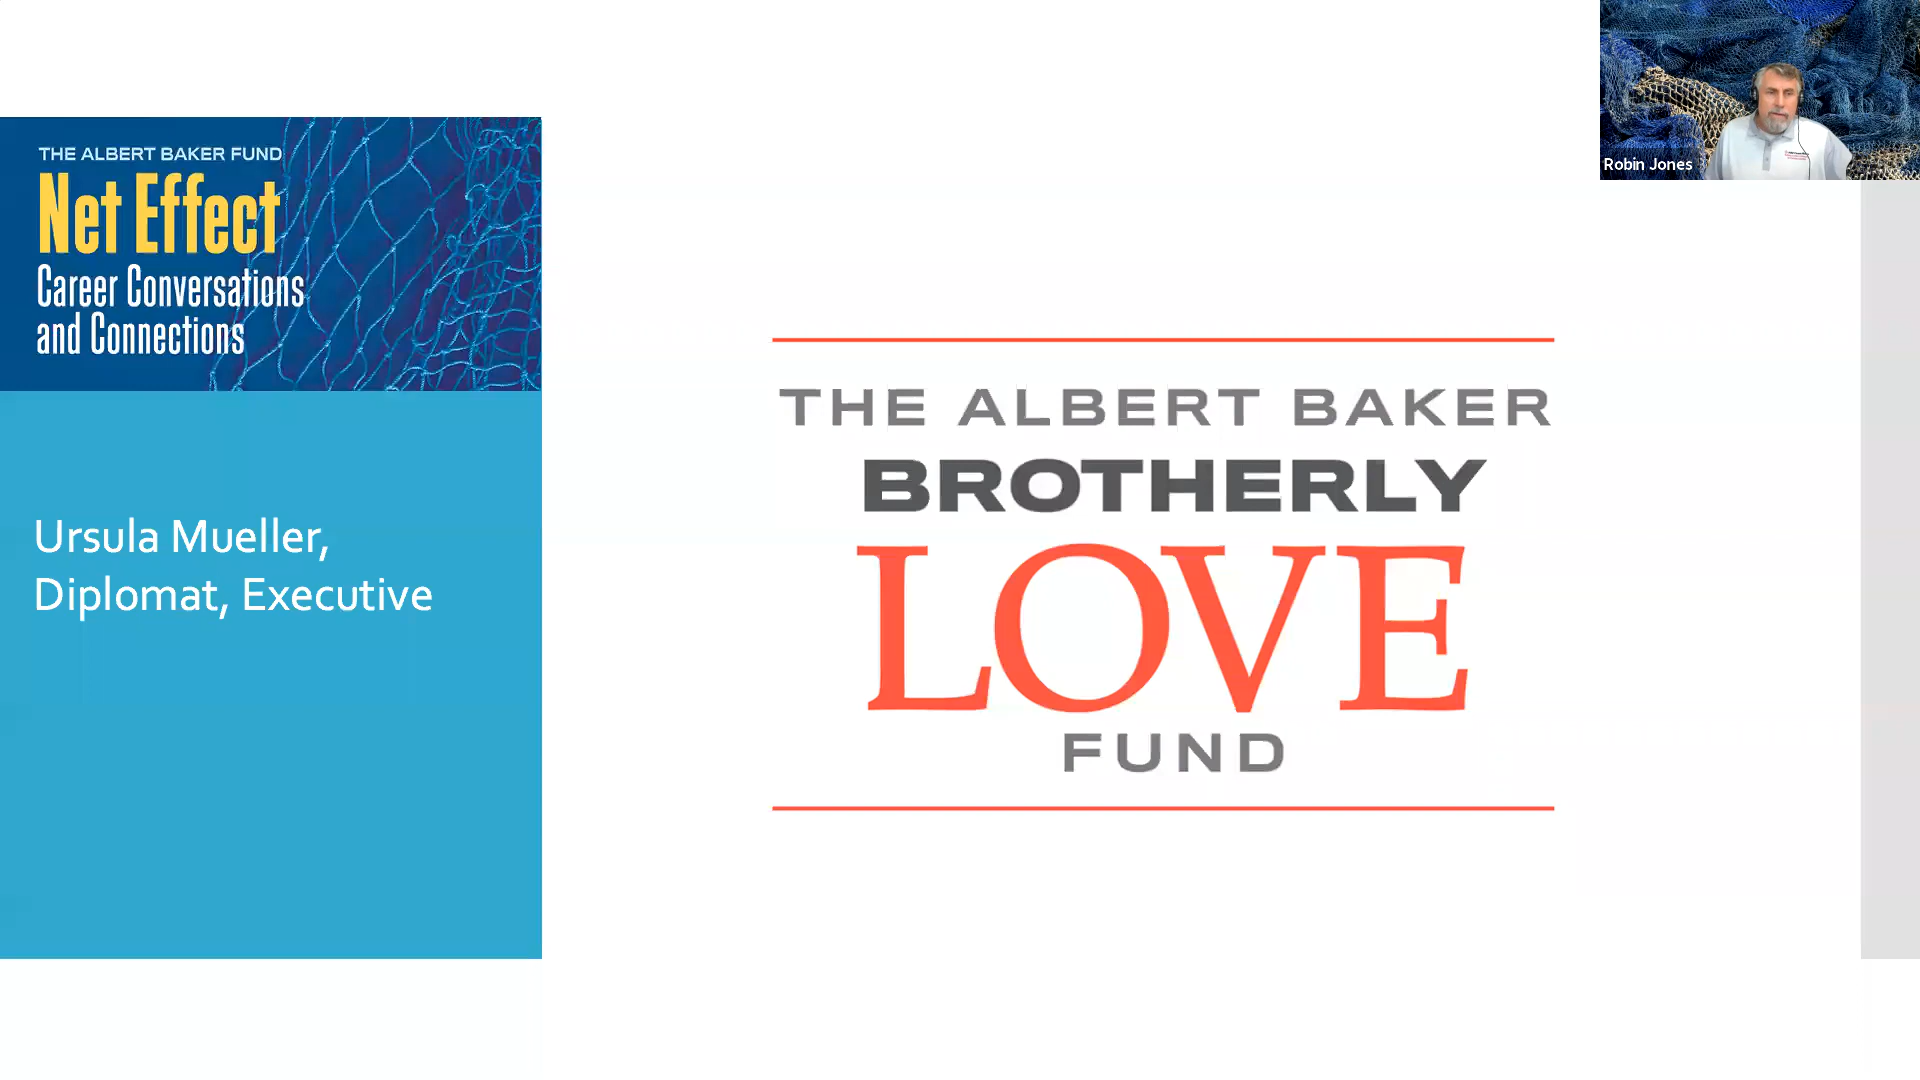 THE ALBERT BAKER FUND
Net Effect
Career Conversations
and Connections
Ursula Mueller,
Diplomat, Executive
THE ALBERT BAKER
BROTHERLY
LOVE
FUND
Robin Jones